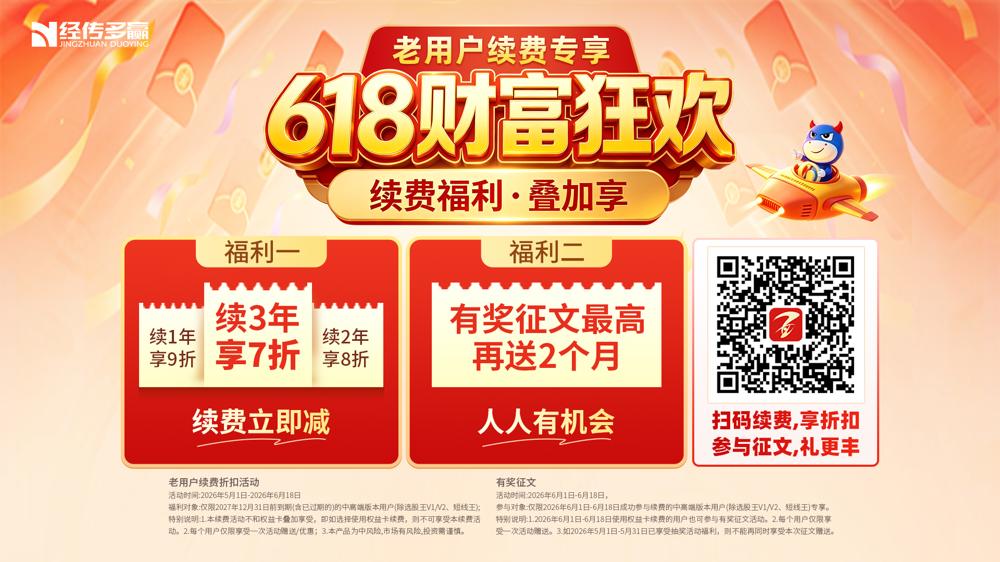 经传多赢
JINGZHUAN DUOYING
老用户续费专享
618财富狂欢
续费福利·叠加享
福利一
续1年
享9折
续3年
享7折
续2年
享8折
续费立即减
福利二
有奖征文最高
再送2个月
人人有机会
扫码续费,享折扣
参与征文,礼更丰
老用户续费折扣活动
活动时间:2026年5月1日-2026年6月18日
福利对象:仅限2027年12月31日前到期(含已过期的)的中高端版本用户(除选股王V1/V2、短线王);
特别说明:1.本续费活动不和权益卡叠加享受，即如选择使用权益卡续费，则不可享受本续费活
动。2.每个用户仅限享受一次活动赠送/优惠；3.本产品为中风险,市场有风险,投资需谨慎。
有奖征文
活动时间:2026年6月1日-6月18日，
参与对象:仅限2026年6月1日-6月18日成功参与续费的中高端版本用户(除选股王V1/V2、短线王)专享。
特别说明:1.2026年6月1日-6月18日使用权益卡续费的用户也可参与有奖征文活动。2.每个用户仅限享
受一次活动赠送。3.如2026年5月1日-5月31日已享受抽奖活动福利，则不能再同时享受本次征文赠送。